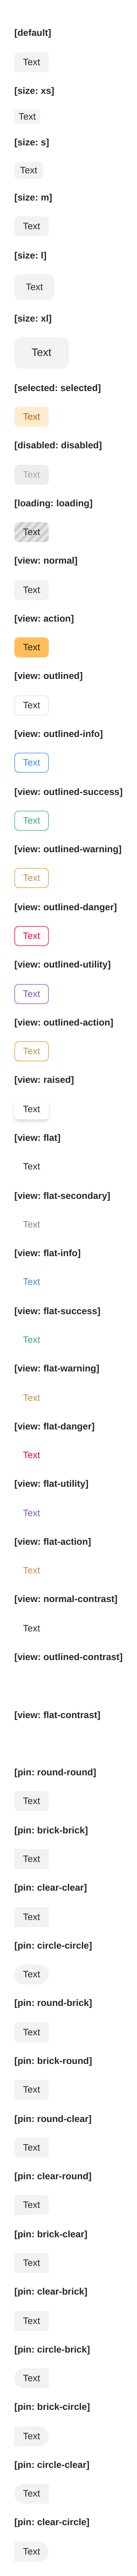 [default]
Text
[size: xs]
Text
[size: s]
Text
[size: m]
Text
[size: l]
Text
[size: xl]
Text
[selected: selected]
Text
[disabled: disabled]
Text
[loading: loading]
Text
[view: normal]
Text
[view: action]
Text
[view: outlined]
Text
[view: outlined-info]
Text
[view: outlined-success]
Text
[view: outlined-warning]
Text
[view: outlined-danger]
Text
[view: outlined-utility]
Text
[view: outlined-action]
Text
[view: raised]
Text
[view: flat]
Text
[view: flat-secondary]
Text
[view: flat-info]
Text
[view: flat-success]
Text
[view: flat-warning]
Text
[view: flat-danger]
Text
[view: flat-utility]
Text
[view: flat-action]
Text
[view: normal-contrast]
Text
[view: outlined-contrast]
[view: flat-contrast]
[pin: round-round]
Text
[pin: brick-brick]
Text
[pin: clear-clear]
Text
[pin: circle-circle]
Text
[pin: round-brick]
Text
[pin: brick-round]
Text
[pin: round-clear]
Text
[pin: clear-round]
Text
[pin: brick-clear]
Text
[pin: clear-brick]
Text
[pin: circle-brick]
Text
[pin: brick-circle]
Text
[pin: circle-clear]
Text
[pin: clear-circle]
Text